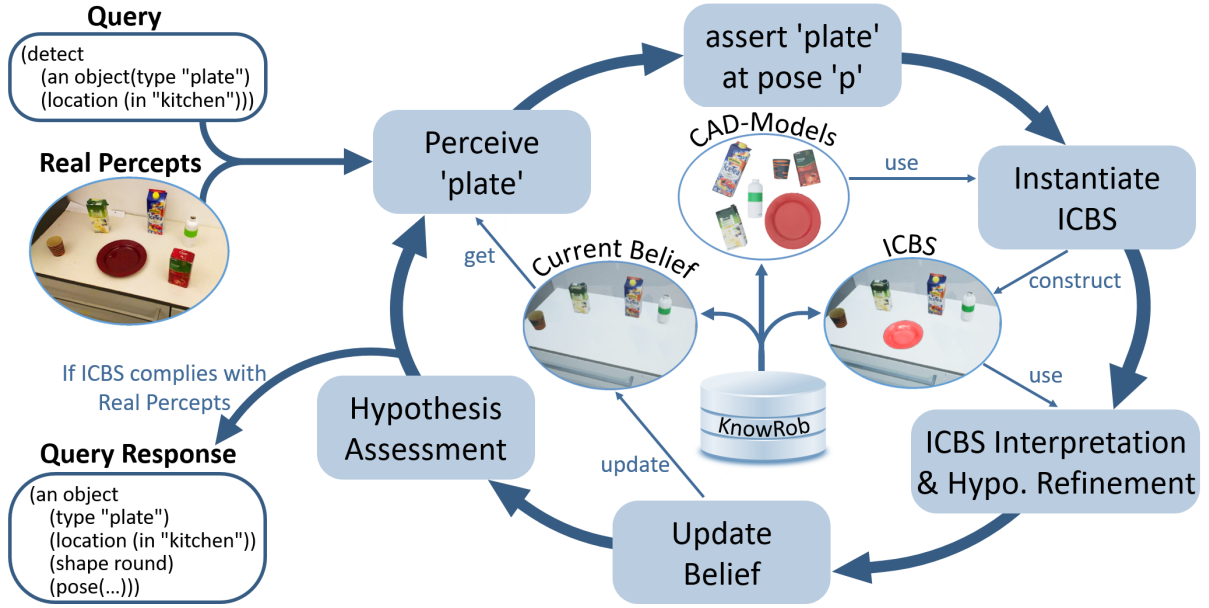 Query
(detect
(an object(type "plate")
(location (in "kitchen")))
Real Percepts
Perceive
'plate'
assert 'plate'
at pose 'p'
CAD-Models
use
Instantiate
ICBS
get
Current Belief
ICBS
construct
use
KnowRob
If ICBS complies with
Real Percepts
Hypothesis
Assessment
update
ICBS Interpretation
& Hypo. Refinement
Update
Belief
Query Response
(an object
(type "plate")
(location (in "kitchen"))
(shape round)
(pose(...)))